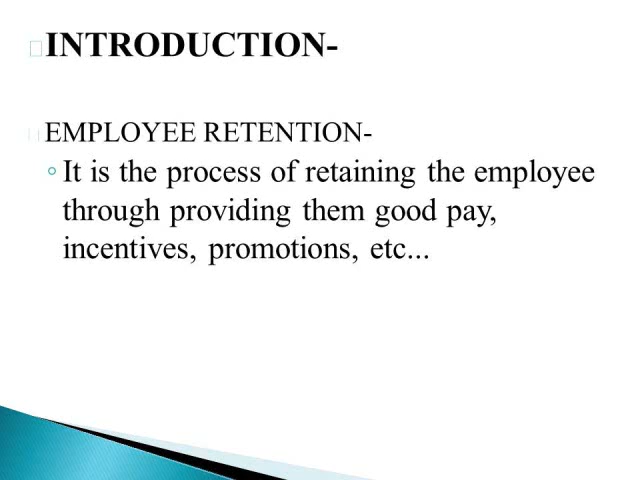 INTRODUCTION-
EMPLOYEE RETENTION-
It is the process of retaining the employee
through providing them good pay,
incentives, promotions, etc...